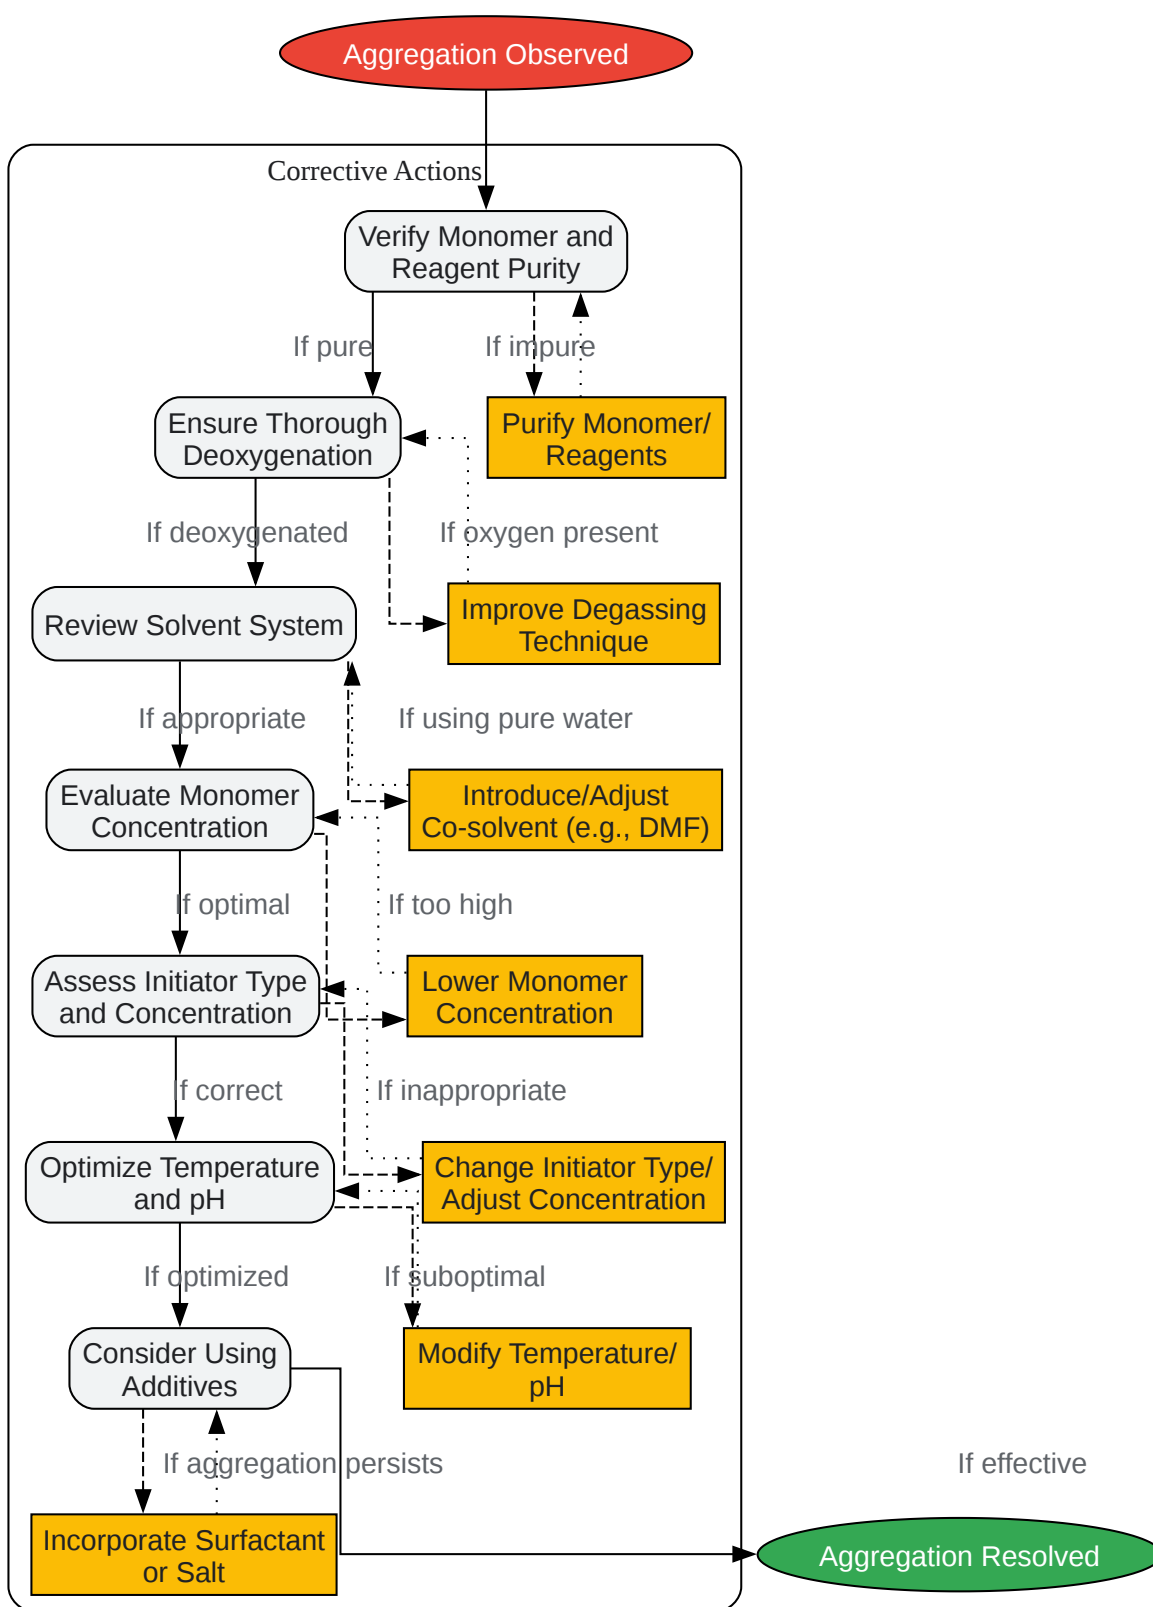 Aggregation Observed
Corrective Actions
Verify Monomer and
Reagent Purity
If pure
If impure
Ensure Thorough
Deoxygenation
Purify Monomer/
Reagents
If deoxygenated
If oxygen present
Review Solvent System
Improve Degassing
Technique
If appropriate
If using pure water
Evaluate Monomer
Concentration
Introduce/Adjust
Co-solvent (e.g., DMF)
If optimal
If too high
Assess Initiator Type
and Concentration
Lower Monomer
Concentration
If correct
If inappropriate
Optimize Temperature
and pH
Change Initiator Type/
Adjust Concentration
If optimized
If suboptimal
Consider Using
Additives
Modify Temperature/
pH
If aggregation persists
If effective
Incorporate Surfactant
or Salt
Aggregation Resolved